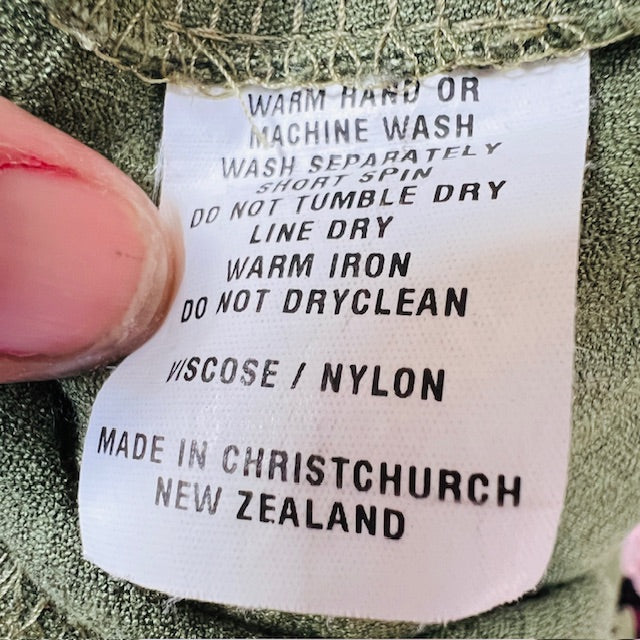 WARM HAND OR
MACHINE WASH
WASH SEPARATELY
SHORT SPIN
DO NOT TUMBLE DRY
LINE DRY
WARM IRON
DO NOT DRYCLEAN
VISCOSE / NYLON
MADE IN CHRISTCHURCH
NEW ZEALAND